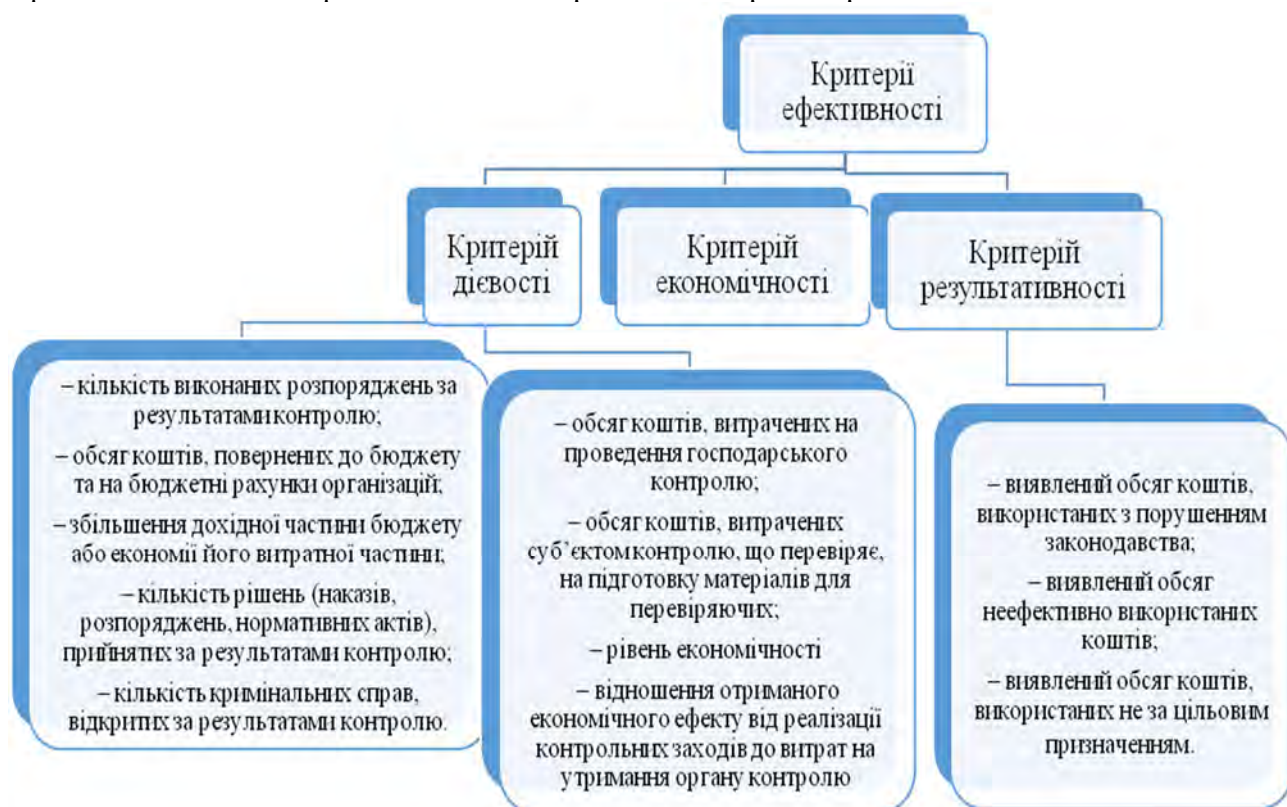 Критерії
ефективності
Критерій
дієвості
Критерій
економічності
Критерій
результативності
– кількість виконаних розпоряджень за
результатами контролю;
– обсяг коштів, повернених до бюджету
та на бюджетні рахунки організацій;
– збільшення дохідної частини бюджету
або економії його витратної частини;
– кількість рішень (наказів,
розпоряджень, нормативних актів),
прийнятих за результатами контролю;
– кількість кримінальних справ,
відкритих за результатами контролю.
– обсяг коштів, витрачених на
проведення господарського
контролю;
– обсяг коштів, витрачених
суб’єктом контролю, що перевіряє,
на підготовку матеріалів для
перевіряючих;
– рівень економічності
– відношення отриманого
економічного ефекту від реалізації
контрольних заходів до витрат на
утримання органу контролю
– виявлений обсяг коштів,
використаних з порушенням
законодавства;
– виявлений обсяг
неефективно використаних
коштів;
– виявлений обсяг коштів,
використаних не за цільовим
призначенням.